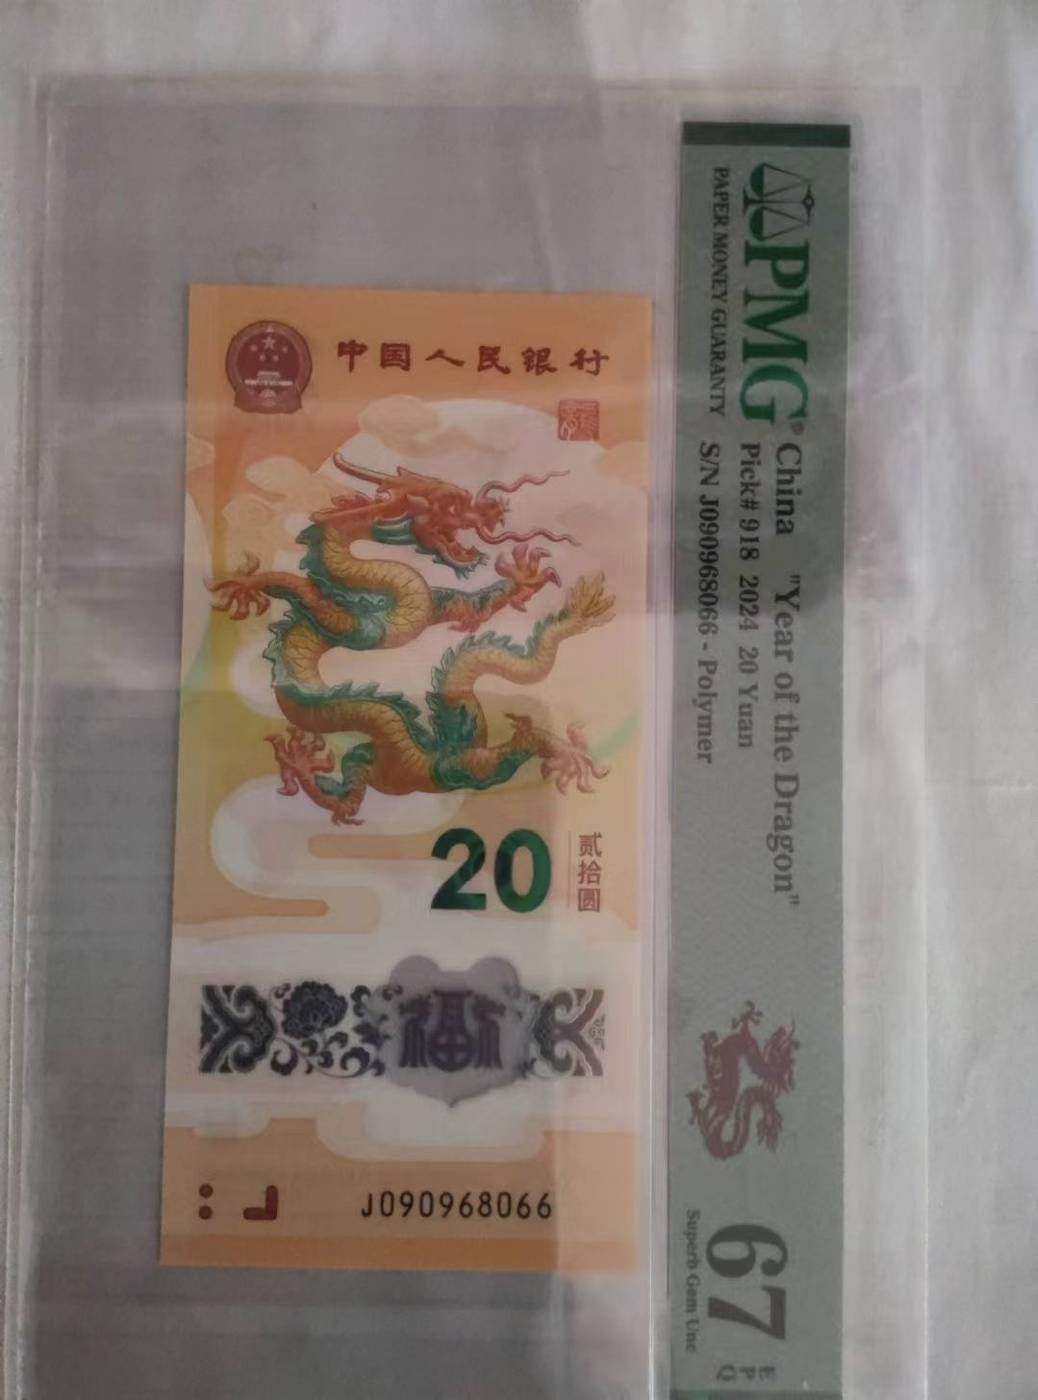 PMG
PAPER MONEY GUARANTY
China "Year of the Dragon"
Pick# 918 2024 20 Yuan
S/N J090968066 - Polymer
67
EPQ
Superb Gem Unc
中国人民银行
20
贰拾圆
福
J090968066